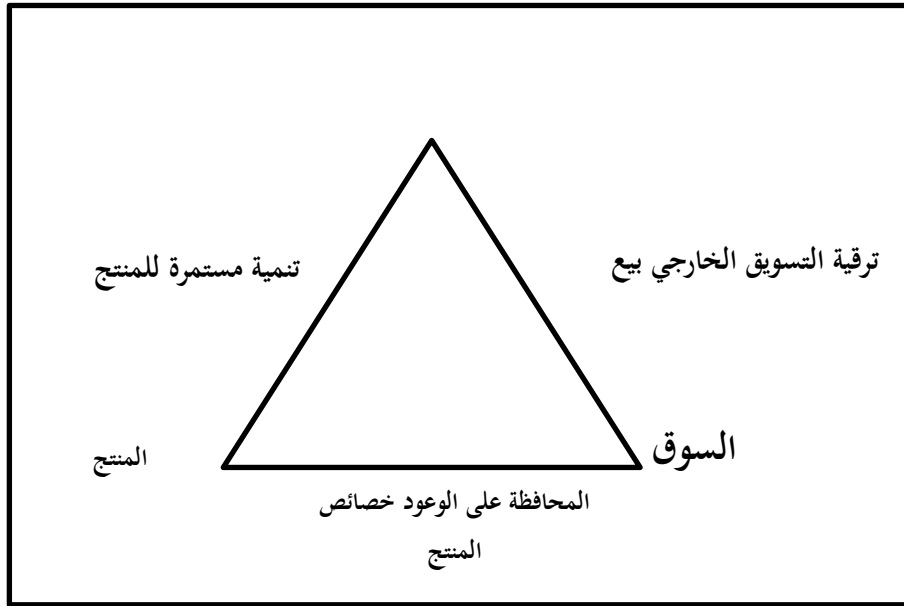 ترقية التسويق الخارجي بيع
تنمية مستمرة للمنتج
السوق
المنتج
المحافظة على الوعود خصائص
المنتج